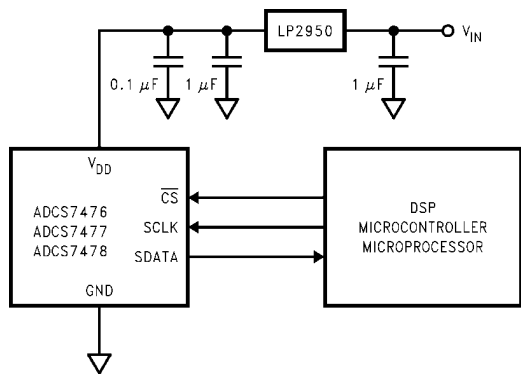 LP2950
V_IN
0.1 μF
1 μF
1 μF
V_DD
ADCS7476
ADCS7477
ADCS7478
C̅S̅
SCLK
SDATA
GND
DSP
MICROCONTROLLER
MICROPROCESSOR